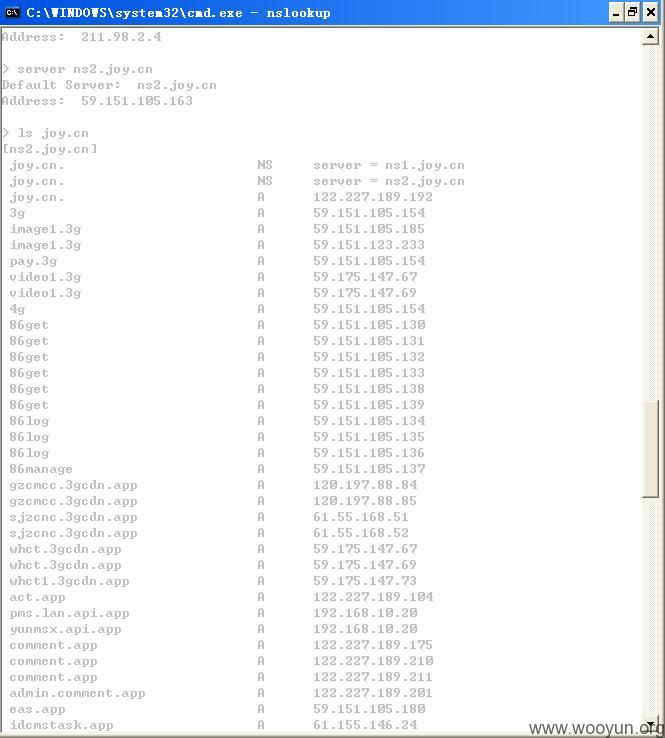 C:\WINDOWS\system32\cmd.exe - nslookup
Address: 211.98.2.4
> server ns2.joy.cn
Default Server: ns2.joy.cn
Address: 59.151.105.163
> ls joy.cn
[ns2.joy.cn]
joy.cn. NS server = ns1.joy.cn
joy.cn. NS server = ns2.joy.cn
joy.cn. A 122.227.189.192
3g A 59.151.105.154
image1.3g A 59.151.105.185
image1.3g A 59.151.123.233
pay.3g A 59.151.105.154
video1.3g A 59.175.147.67
video1.3g A 59.175.147.69
4g A 59.151.105.154
86get A 59.151.105.130
86get A 59.151.105.131
86get A 59.151.105.132
86get A 59.151.105.133
86get A 59.151.105.138
86get A 59.151.105.139
86log A 59.151.105.134
86log A 59.151.105.135
86log A 59.151.105.136
86manage A 59.151.105.137
gzcmcc.3gcdn.app A 120.197.88.84
gzcmcc.3gcdn.app A 120.197.88.85
sjzcnc.3gcdn.app A 61.55.168.51
sjzcnc.3gcdn.app A 61.55.168.52
whct.3gcdn.app A 59.175.147.67
whct.3gcdn.app A 59.175.147.69
whct1.3gcdn.app A 59.175.147.73
act.app A 122.227.189.104
pms.lan.api.app A 192.168.10.20
yunmsx.api.app A 192.168.10.20
comment.app A 122.227.189.175
comment.app A 122.227.189.210
comment.app A 122.227.189.211
admin.comment.app A 122.227.189.201
eas.app A 59.151.105.180
idcmstask.app A 61.155.146.24
www.wooyun.org